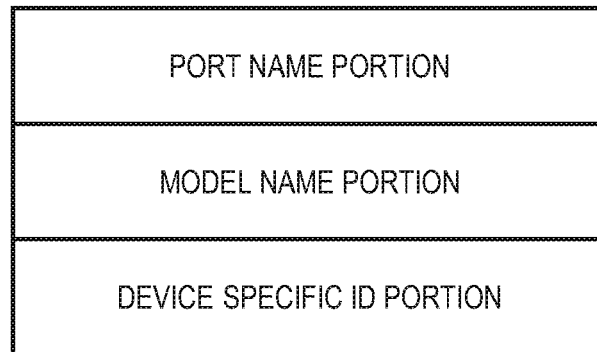 PORT NAME PORTION
MODEL NAME PORTION
DEVICE SPECIFIC ID PORTION